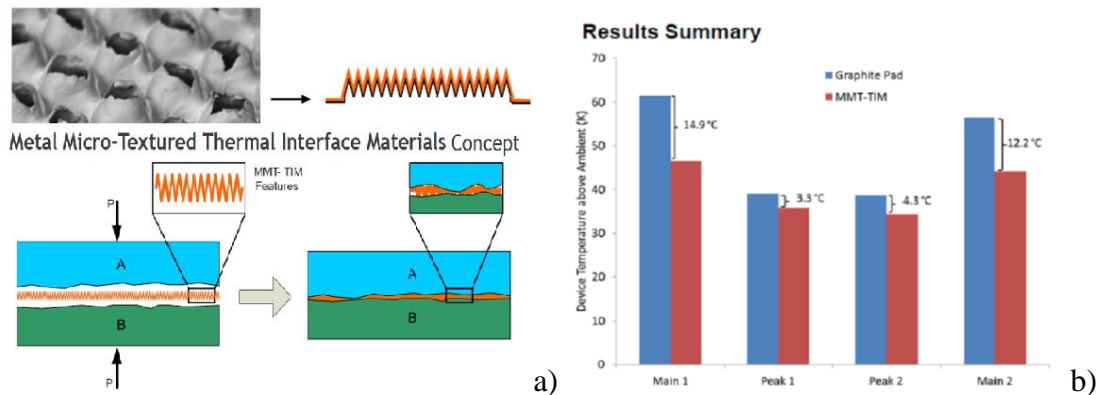 Metal Micro-Textured Thermal Interface Materials Concept
MMT- TIM
Features
P
A
B
P
A
B
a)
Results Summary
Graphite Pad
MMT-TIM
Device Temperature above Ambient (K)
70
60
50
40
30
20
10
0
14.9 °C
3.3 °C
4.3 °C
12.2 °C
Main 1
Peak 1
Peak 2
Main 2
b)